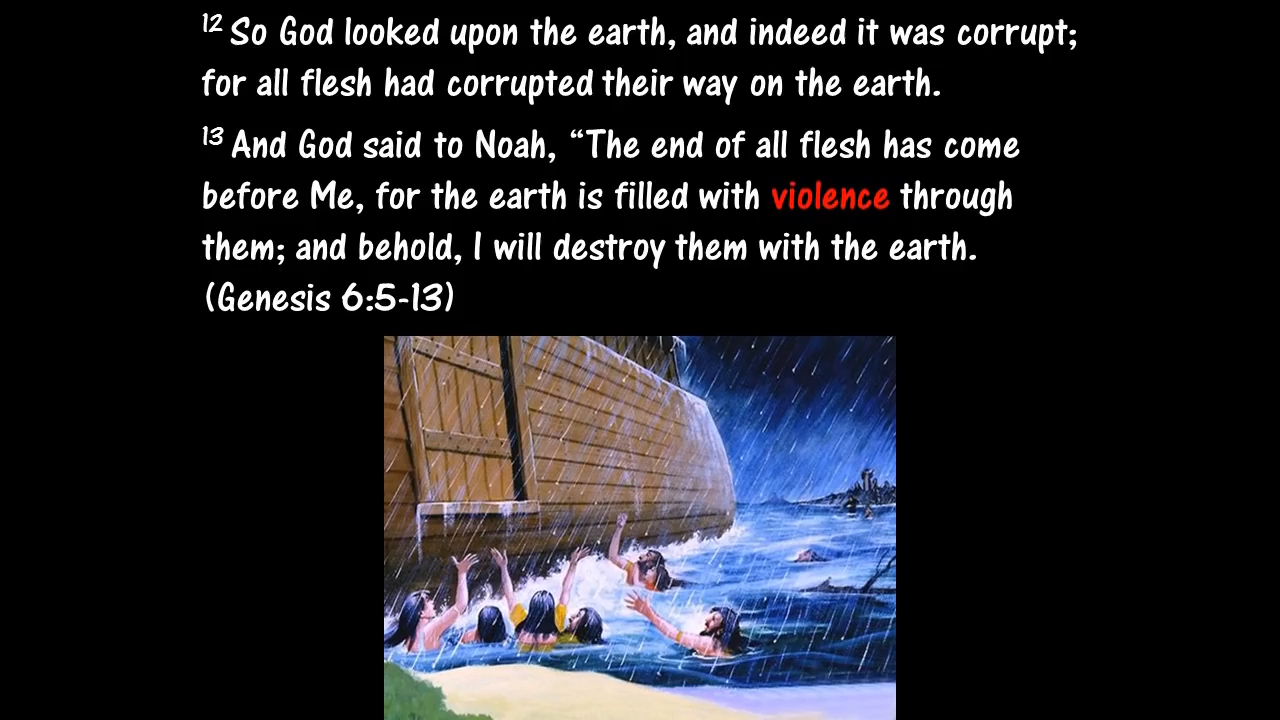 12 So God looked upon the earth, and indeed it was corrupt;
for all flesh had corrupted their way on the earth.
13 And God said to Noah, “The end of all flesh has come
before Me, for the earth is filled with violence through
them; and behold, I will destroy them with the earth.
(Genesis 6:5-13)